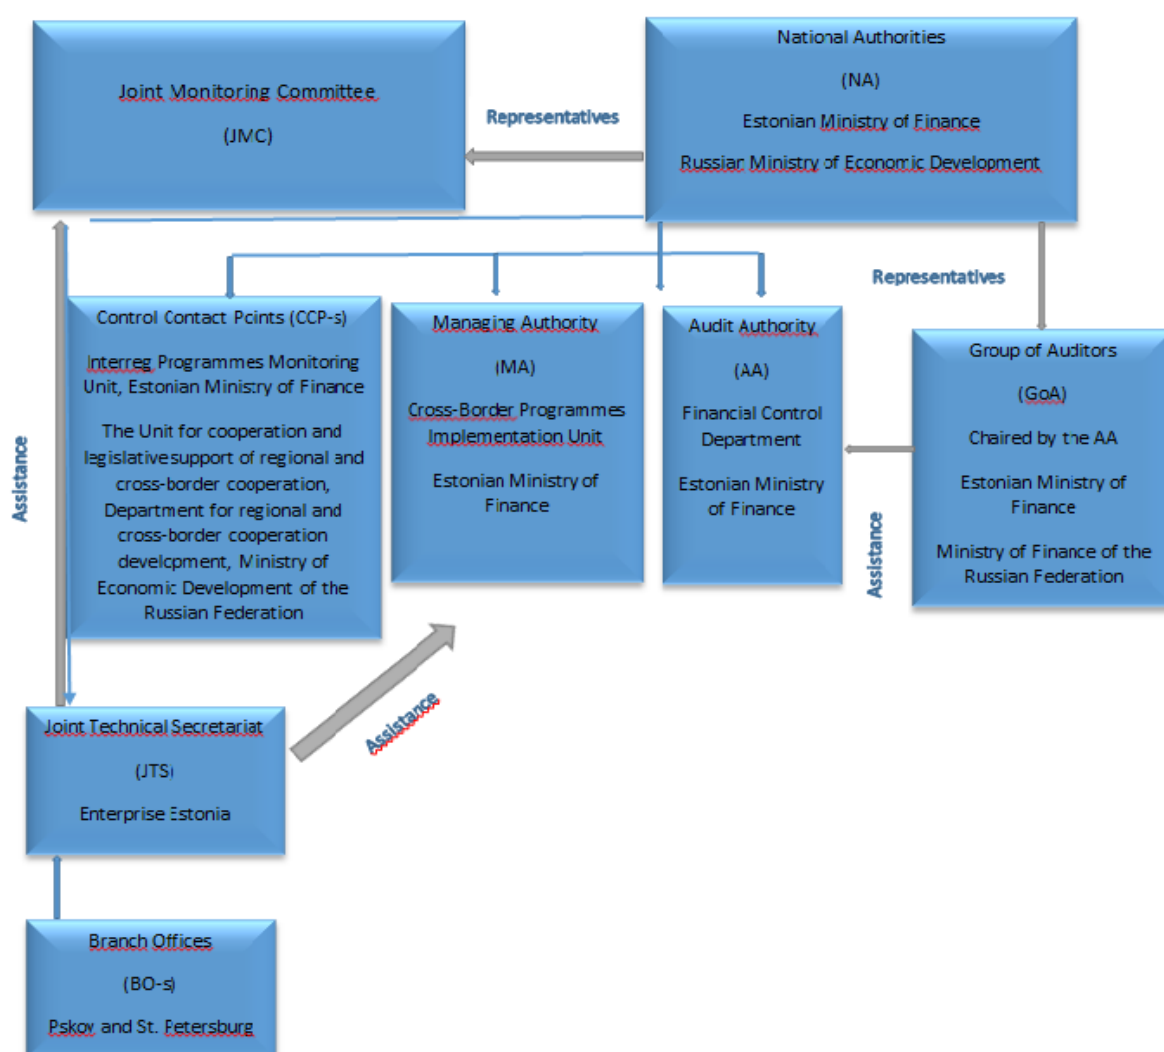 Joint Monitoring Committee
(JMC)
Representatives
National Authorities
(NA)
Estonian Ministry of Finance
Russian Ministry of Economic Development
Representatives
Assistance
Control Contact Points (CCP-s)
Interreg Programmes Monitoring
Unit, Estonian Ministry of Finance
The Unit for cooperation and
legislative support of regional and
cross-border cooperation,
Department for regional and
cross-border cooperation
development, Ministry of
Economic Development of the
Russian Federation
Managing Authority
(MA)
Cross-Border Programmes
Implementation Unit
Estonian Ministry of
Finance
Audit Authority
(AA)
Financial Control
Department
Estonian Ministry
of Finance
Assistance
Group of Auditors
(GoA)
Chaired by the AA
Estonian Ministry of
Finance
Ministry of Finance of the
Russian Federation
Assistance
Joint Technical Secretariat
(JTS)
Enterprise Estonia
Branch Offices
(BO-s)
Pskov and St. Petersburg